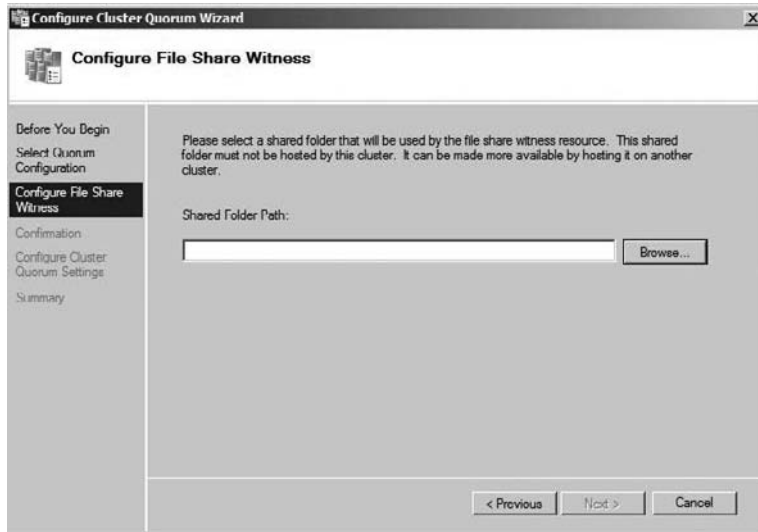 Configure Cluster Quorum Wizard
X
Configure File Share Witness
Before You Begin
Select Quorum
Configuration
Configure File Share
Witness
Confirmation
Configure Cluster
Quorum Settings
Summary
Please select a shared folder that will be used by the file share witness resource. This shared
folder must not be hosted by this cluster. It can be made more available by hosting it on another
cluster.
Shared Folder Path:
Browse...
< Previous
Next >
Cancel